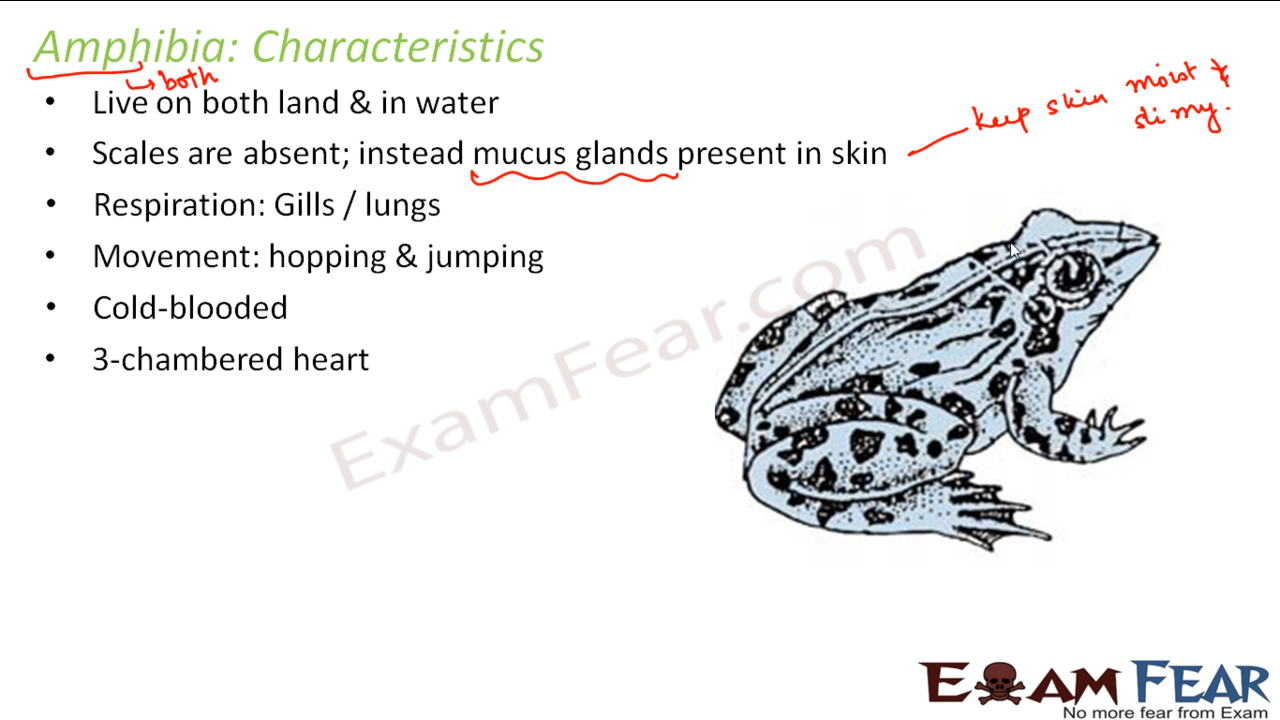 Amphibia: Characteristics
both
• Live on both land & in water
keep skin moist &
slimy.
• Scales are absent; instead mucus glands present in skin
• Respiration: Gills / lungs
• Movement: hopping & jumping
• Cold-blooded
• 3-chambered heart
ExamFear.com
EXAM FEAR
No more fear from Exam